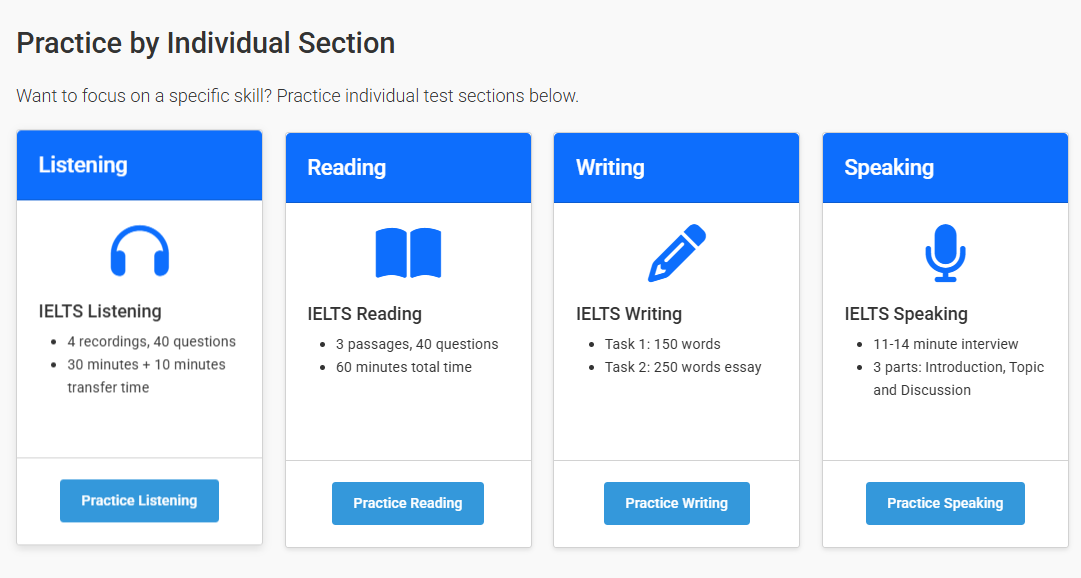 Practice by Individual Section
Want to focus on a specific skill? Practice individual test sections below.
Listening
IELTS Listening
4 recordings, 40 questions
30 minutes + 10 minutes
transfer time
Practice Listening
Reading
IELTS Reading
3 passages, 40 questions
60 minutes total time
Practice Reading
Writing
IELTS Writing
Task 1: 150 words
Task 2: 250 words essay
Practice Writing
Speaking
IELTS Speaking
11-14 minute interview
3 parts: Introduction, Topic
and Discussion
Practice Speaking